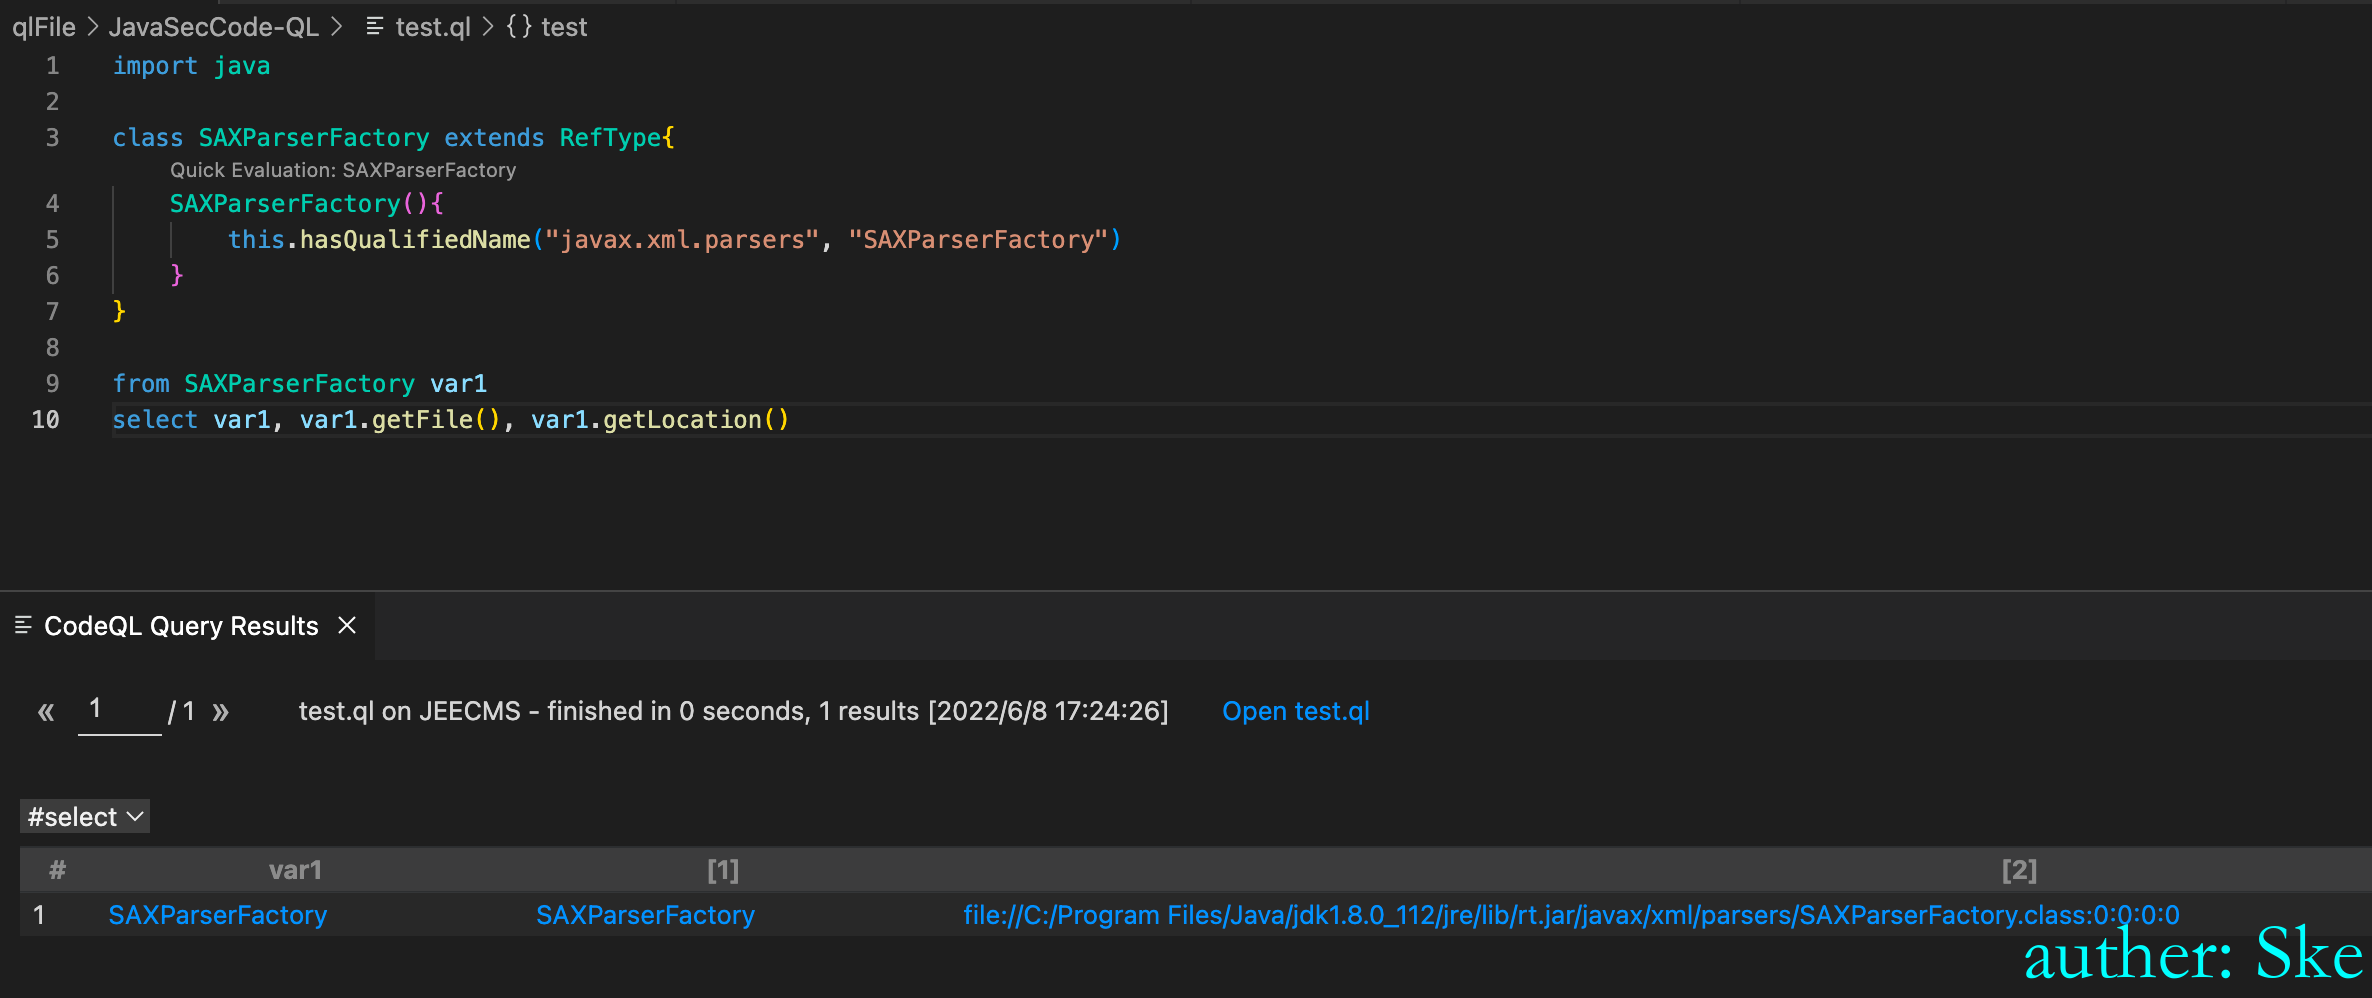 qlFile > JavaSecCode-QL > test.ql > {} test
1 import java
2
3 class SAXParserFactory extends RefType{
Quick Evaluation: SAXParserFactory
4 SAXParserFactory(){
5 this.hasQualifiedName("javax.xml.parsers", "SAXParserFactory")
6 }
7 }
8
9 from SAXParserFactory var1
10 select var1, var1.getFile(), var1.getLocation()
CodeQL Query Results
« 1 / 1 » test.ql on JEECMS - finished in 0 seconds, 1 results [2022/6/8 17:24:26] Open test.ql
#select
# var1 [1] [2]
1 SAXParserFactory SAXParserFactory file://C:/Program Files/Java/jdk1.8.0_112/jre/lib/rt.jar/javax/xml/parsers/SAXParserFactory.class:0:0:0:0
auther: Ske